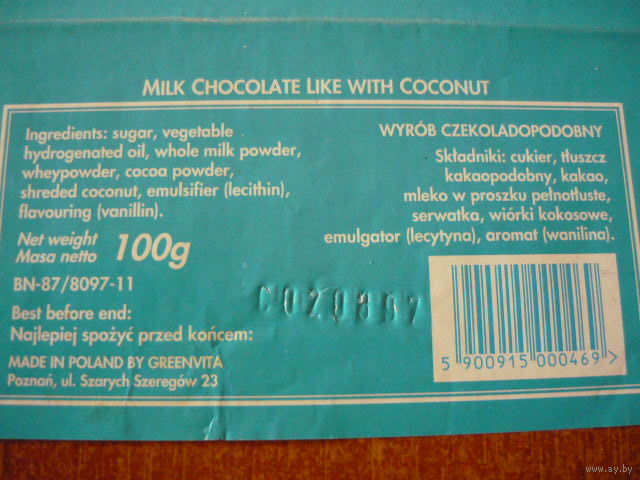 MILK CHOCOLATE LIKE WITH COCONUT
Ingredients: sugar, vegetable
hydrogenated oil, whole milk powder,
wheypowder, cocoa powder,
shreded coconut, emulsifier (lecithin),
flavouring (vanillin).
Net weight
Masa netto
100g
BN-87/8097-11
Best before end:
Najlepiej spożyć przed końcem:
MADE IN POLAND BY GREENVITA
Poznań, ul. Szarych Szeregów 23
WYRÓB CZEKOLADOPODOBNY
Składniki: cukier, tłuszcz
kakaopodobny, kakao,
mleko w proszku pełnotłuste,
serwatka, wiórki kokosowe,
emulgator (lecytyna), aromat (wanilina).
5 900915 000469 >
www.ay.by